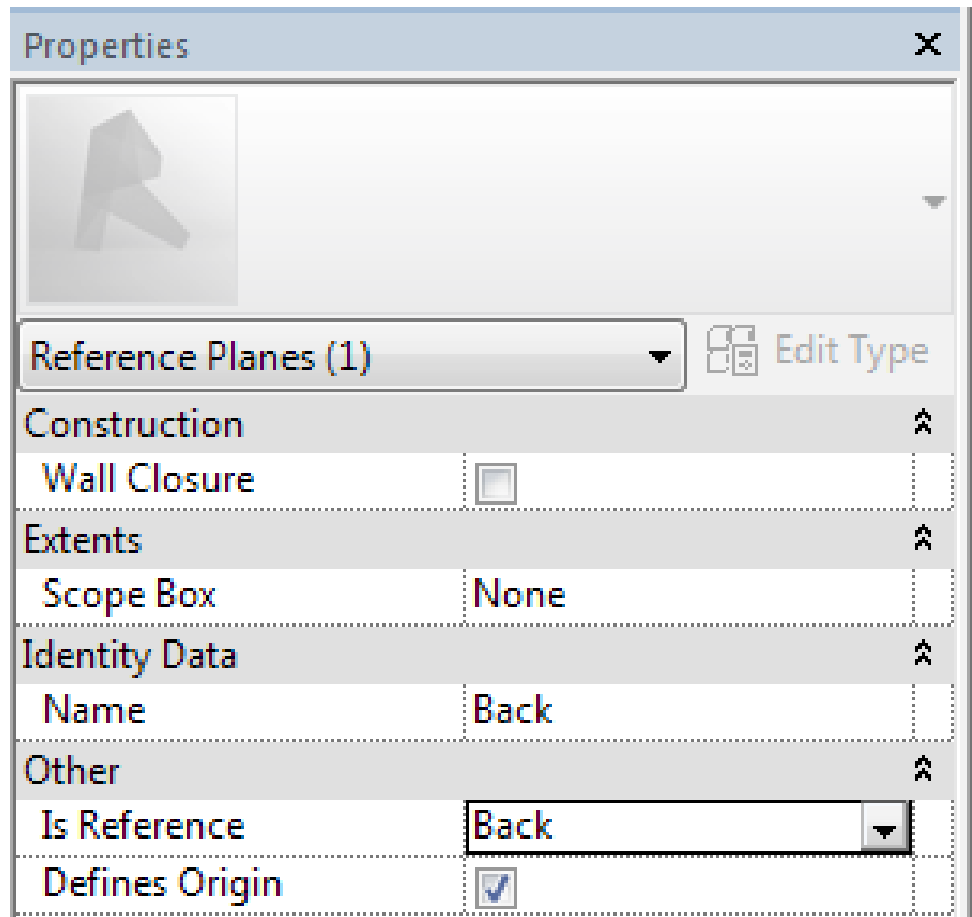 Properties
Reference Planes (1) Edit Type
Construction
Wall Closure
Extents
Scope Box None
Identity Data
Name Back
Other
Is Reference Back
Defines Origin